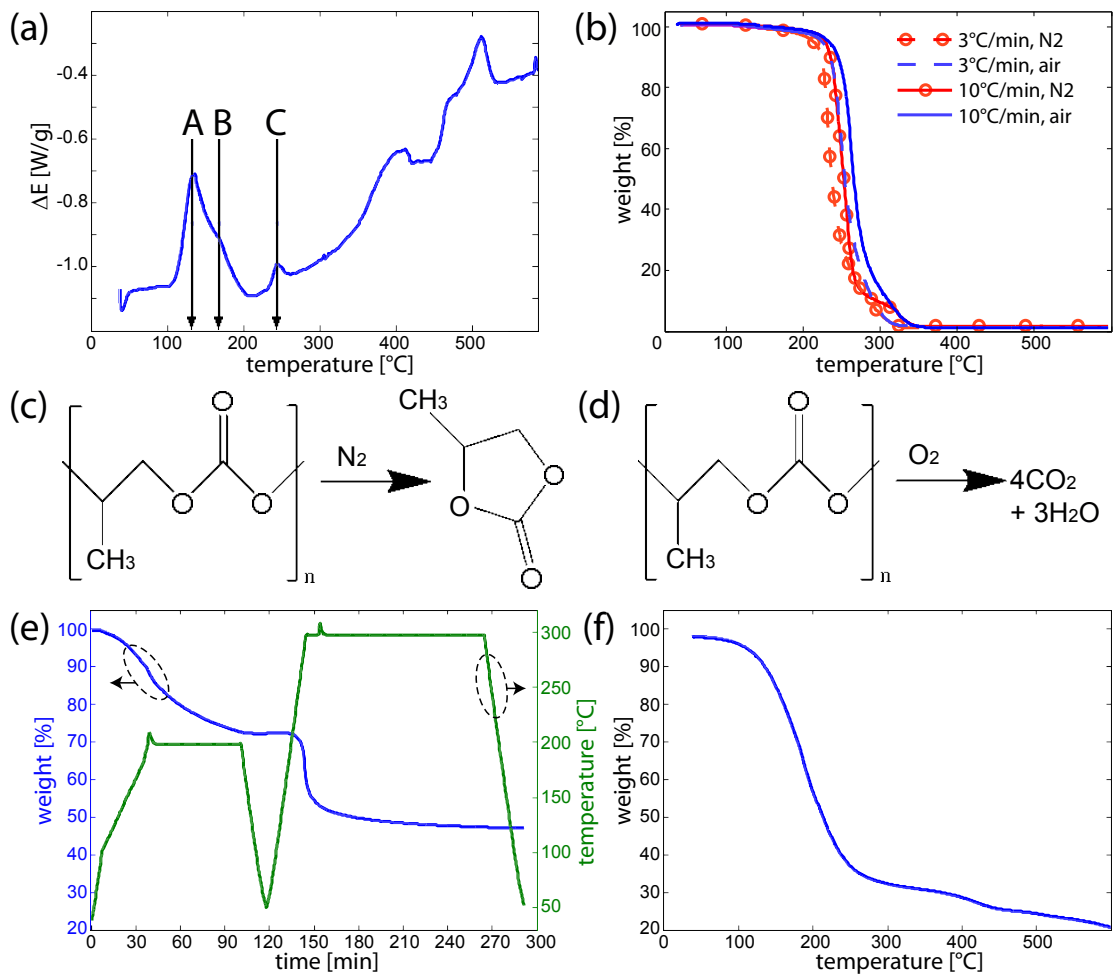 (a)
ΔE [W/g]
-0.4
-0.6
-0.8
-1.0
A B C
0 100 200 300 400 500
temperature [°C]
(b)
weight [%]
100
80
60
40
20
3°C/min, N2
3°C/min, air
10°C/min, N2
10°C/min, air
0 100 200 300 400 500
temperature [°C]
(c)
O
O O
CH3
n
N2
CH3
O
O
O
(d)
O
O O
CH3
n
O2
4CO2
+ 3H2O
(e)
weight [%]
100
90
80
70
60
50
40
30
20
300
250
200
150
100
50
temperature [°C]
0 30 60 90 120 150 180 210 240 270 300
time [min]
(f)
weight [%]
100
90
80
70
60
50
40
30
20
0 100 200 300 400 500
temperature [°C]